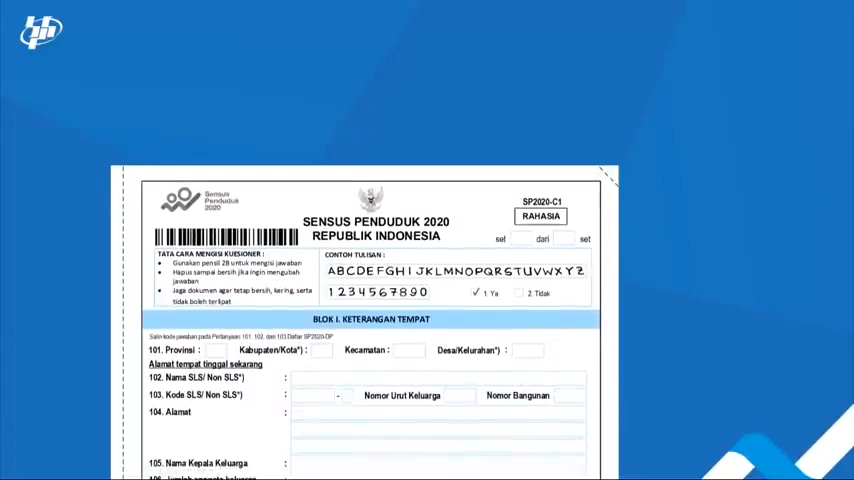 Sensus
Penduduk
2020
SENSUS PENDUDUK 2020
REPUBLIK INDONESIA
SP2020-C1
RAHASIA
set dari set
TATA CARA MENGISI KUESIONER :
• Gunakan pensil 2B untuk mengisi jawaban
• Hapus sampai bersih jika ingin mengubah
jawaban
• Jaga dokumen agar tetap bersih, kering, serta
tidak boleh terlipat
CONTOH TULISAN :
ABCDEFGHIJKLMNOPQRSTUVWXYZ
1234567890 ✓ 1. Ya 2. Tidak
BLOK I. KETERANGAN TEMPAT
Salin kode jawaban pada Pertanyaan 101, 102, dan 103 Daftar SP2020-DP
101. Provinsi : Kabupaten/Kota*) : Kecamatan : Desa/Kelurahan*) :
Alamat tempat tinggal sekarang
102. Nama SLS/ Non SLS*) :
103. Kode SLS/ Non SLS*) : - Nomor Urut Keluarga Nomor Bangunan
104. Alamat :
105. Nama Kepala Keluarga :
106. Jumlah anggota keluarga :